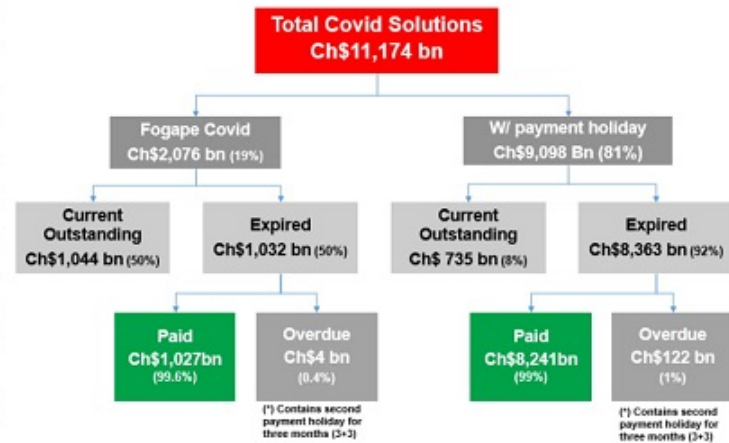 Total Covid Solutions
Ch$11,174 bn
Fogape Covid
Ch$2,076 bn (19%)
W/ payment holiday
Ch$9,098 Bn (81%)
Current
Outstanding
Ch$1,044 bn (50%)
Expired
Ch$1,032 bn (50%)
Current
Outstanding
Ch$ 735 bn (8%)
Expired
Ch$8,363 bn (92%)
Paid
Ch$1,027bn
(99.6%)
Overdue
Ch$4 bn
(0.4%)
Paid
Ch$8,241bn
(99%)
Overdue
Ch$122 bn
(1%)
(*) Contains second
payment holiday for
three months (3+3)
(*) Contains second
payment holiday for
three months (3+3)